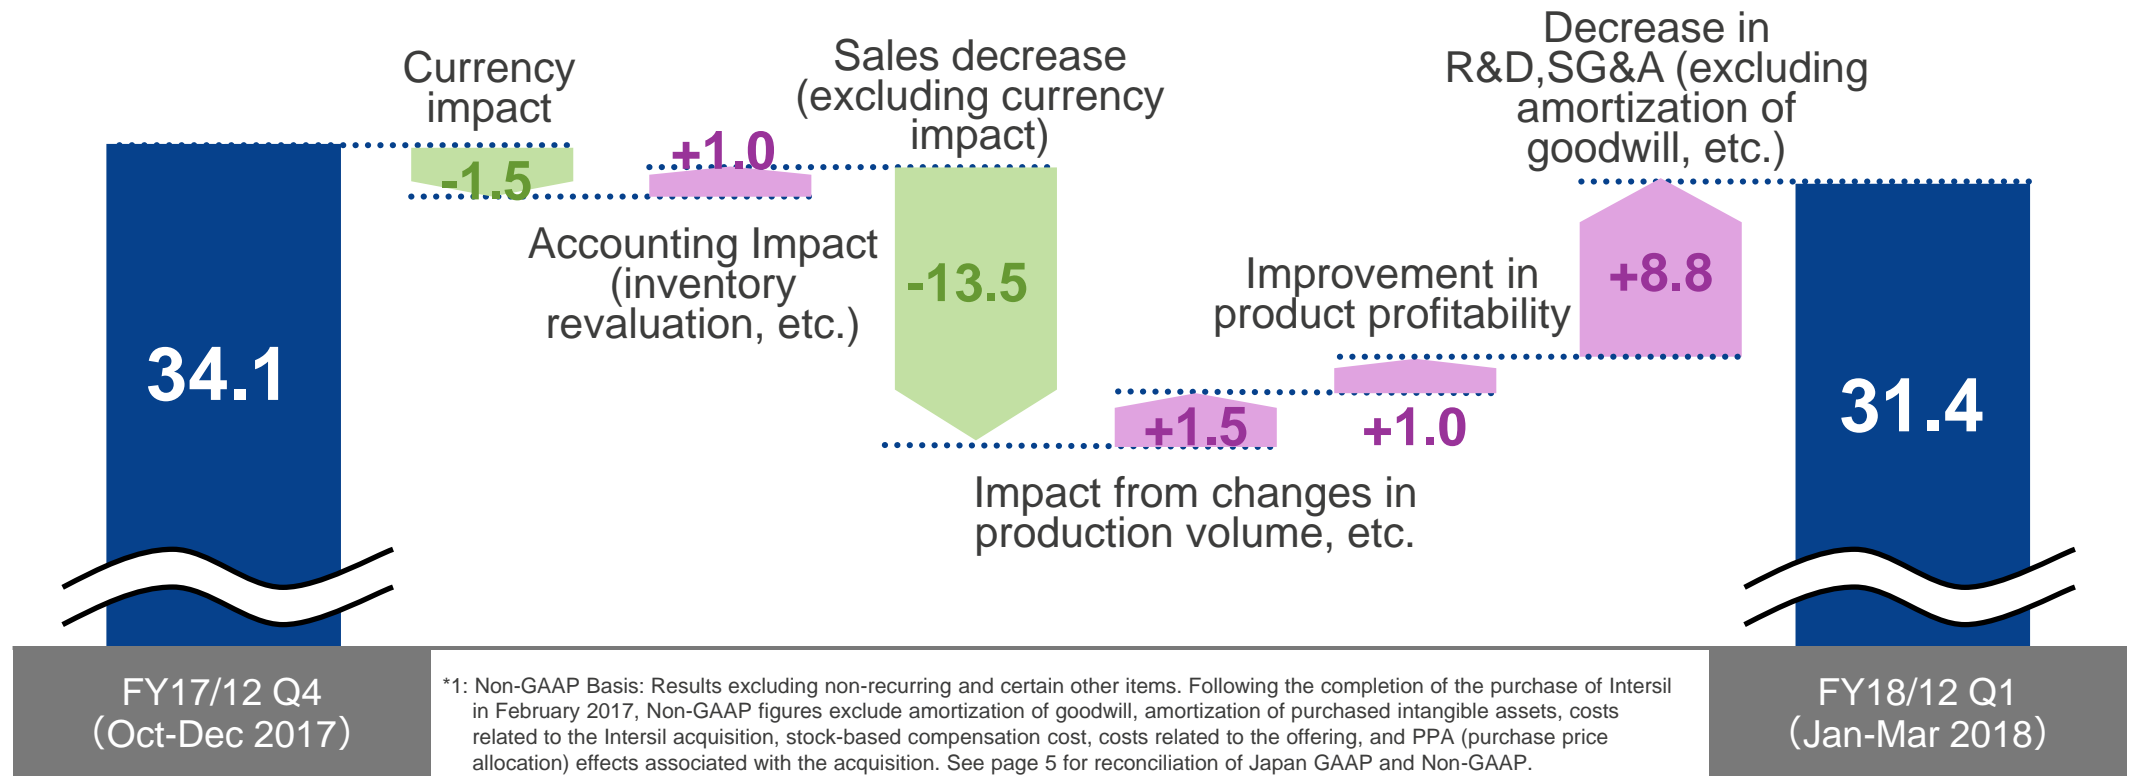 Currency
impact
-1.5
+1.0
Accounting Impact
(inventory
revaluation, etc.)
Sales decrease
(excluding currency
impact)
-13.5
+1.5
Impact from changes in
production volume, etc.
Improvement in
product profitability
+1.0
Decrease in
R&D,SG&A (excluding
amortization of
goodwill, etc.)
+8.8
34.1
31.4
FY17/12 Q4
（Oct-Dec 2017）
*1: Non-GAAP Basis: Results excluding non-recurring and certain other items. Following the completion of the purchase of Intersil
in February 2017, Non-GAAP figures exclude amortization of goodwill, amortization of purchased intangible assets, costs
related to the Intersil acquisition, stock-based compensation cost, costs related to the offering, and PPA (purchase price
allocation) effects associated with the acquisition. See page 5 for reconciliation of Japan GAAP and Non-GAAP.
FY18/12 Q1
（Jan-Mar 2018）